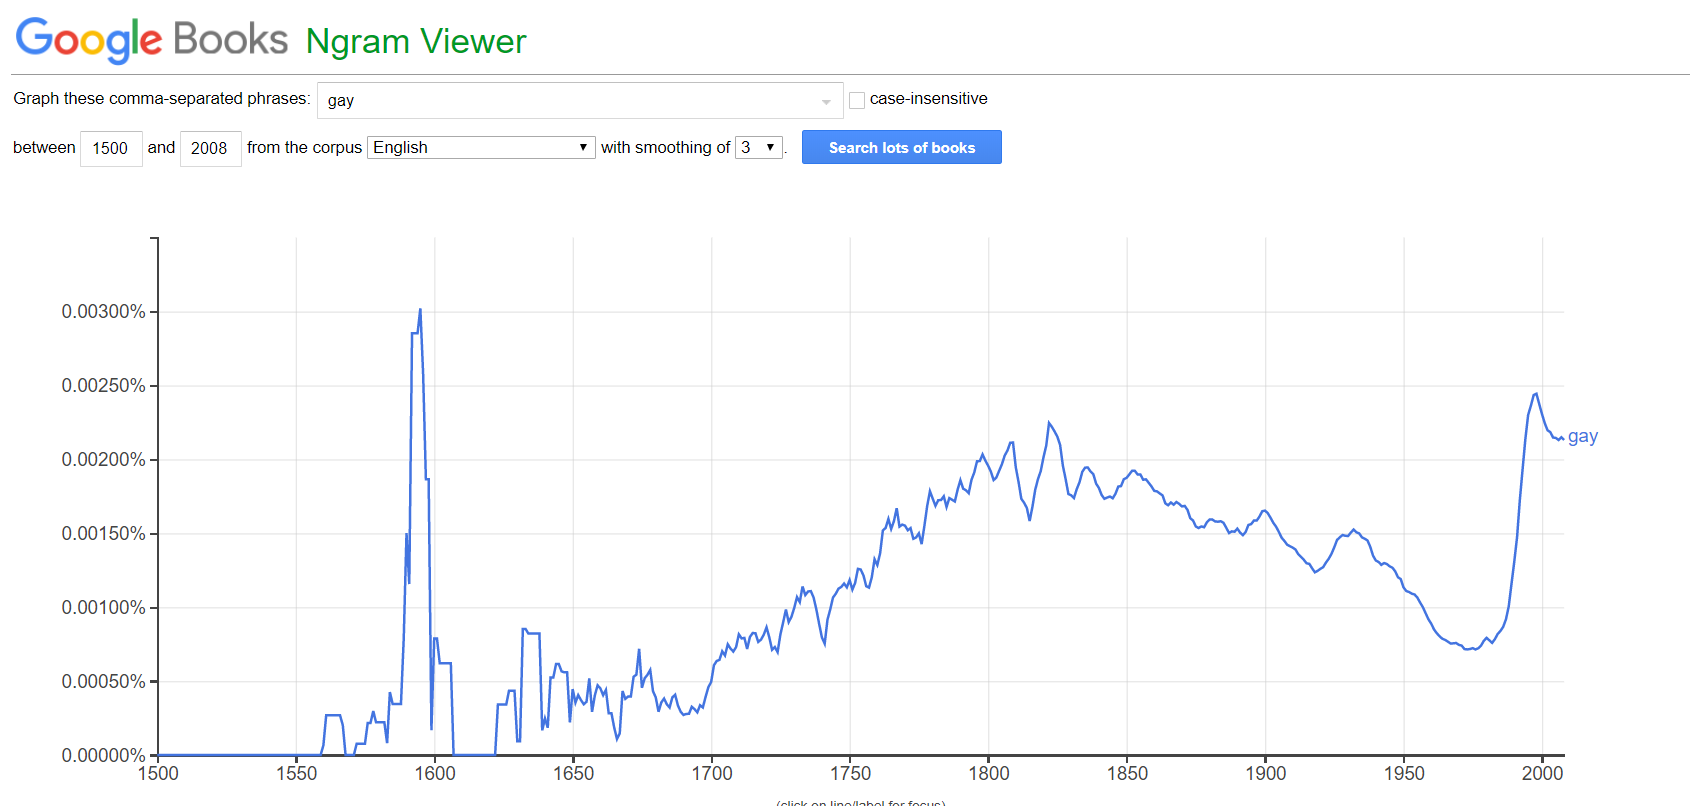 Google Books Ngram Viewer
Graph these comma-separated phrases: gay case-insensitive
between 1500 and 2008 from the corpus English with smoothing of 3 . Search lots of books
0.00300%
0.00250%
gay
0.00200%
0.00150%
0.00100%
0.00050%
0.00000%
1500 1550 1600 1650 1700 1750 1800 1850 1900 1950 2000
(click on line/label for focus)